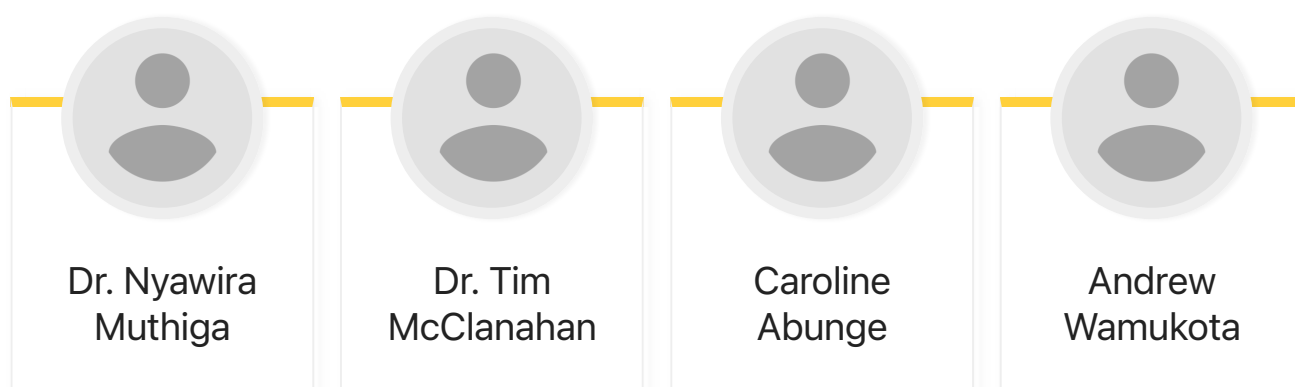 Dr. Nyawira
Muthiga
Dr. Tim
McClanahan
Caroline
Abunge
Andrew
Wamukota